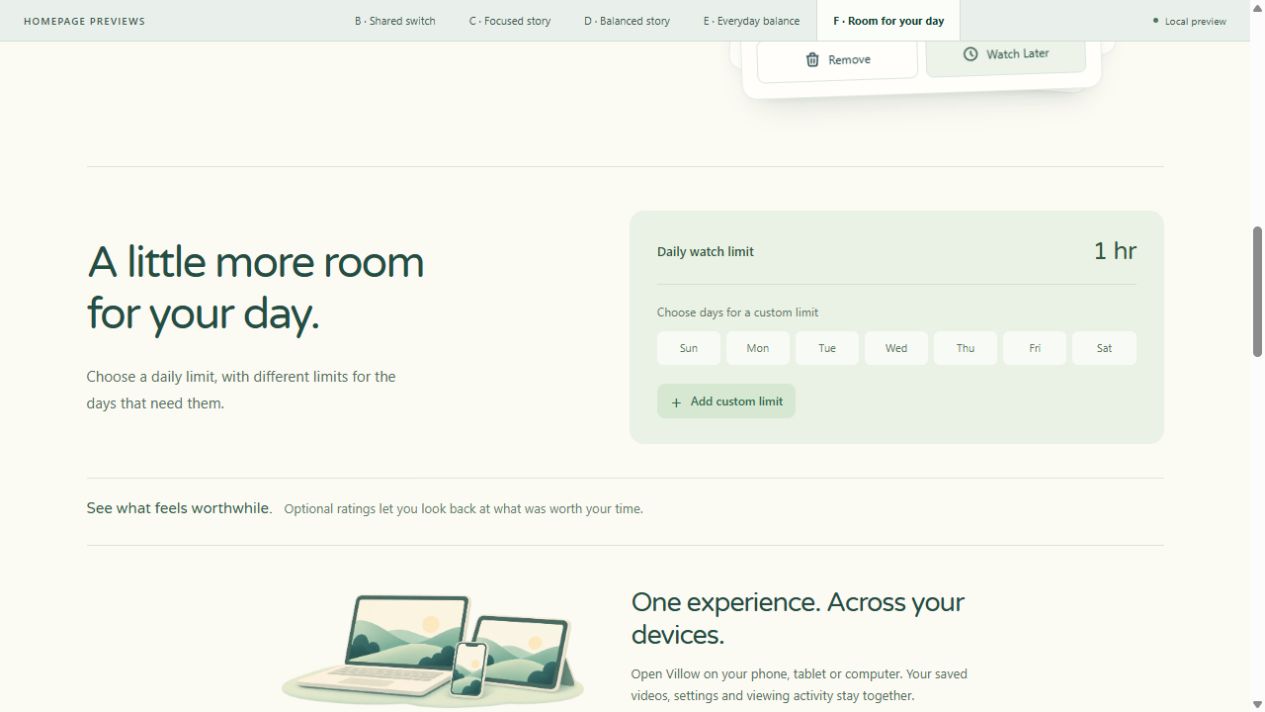 HOMEPAGE PREVIEWS
B · Shared switch
C · Focused story
D · Balanced story
E · Everyday balance
F · Room for your day
Local preview
Remove
Watch Later
A little more room
for your day.
Choose a daily limit, with different limits for the
days that need them.
Daily watch limit
1 hr
Choose days for a custom limit
Sun
Mon
Tue
Wed
Thu
Fri
Sat
+ Add custom limit
See what feels worthwhile. Optional ratings let you look back at what was worth your time.
One experience. Across your
devices.
Open Villow on your phone, tablet or computer. Your saved
videos, settings and viewing activity stay together.